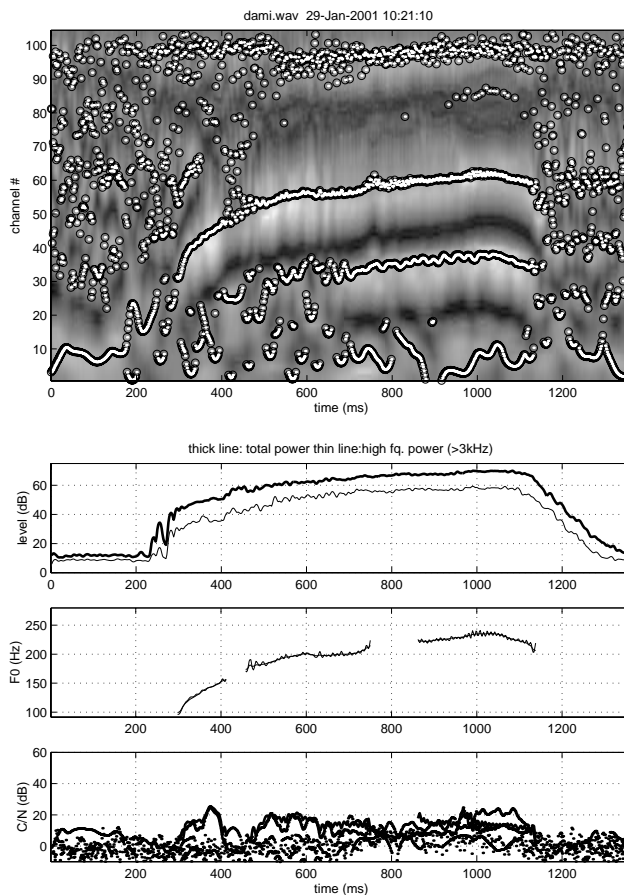 dami.wav  29-Jan-2001 10:21:10
channel #
100
90
80
70
60
50
40
30
20
10
0 200 400 600 800 1000 1200
time (ms)
thick line: total power thin line:high fq. power (>3kHz)
level (dB)
60
40
20
0
0 200 400 600 800 1000 1200
F0 (Hz)
250
200
150
100
200 400 600 800 1000 1200
C/N (dB)
60
40
20
0
0 200 400 600 800 1000 1200
time (ms)